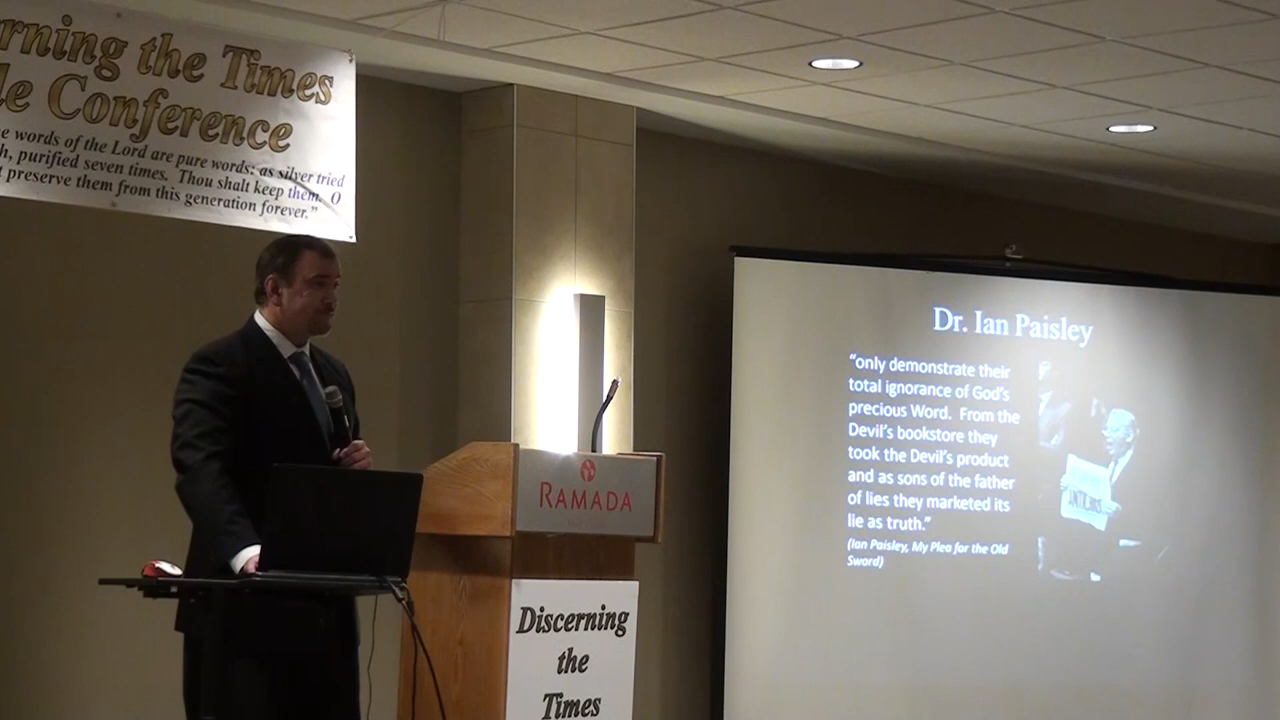 rning the Times
le Conference
e words of the Lord are pure words: as silver tried
h, purified seven times. Thou shalt keep them, O
t preserve them from this generation forever."
RAMADA
Discerning
the
Times
Dr. Ian Paisley
"only demonstrate their
total ignorance of God's
precious Word. From the
Devil's bookstore they
took the Devil's product
and as sons of the father
of lies they marketed its
lie as truth."
(Ian Paisley, My Plea for the Old
Sword)